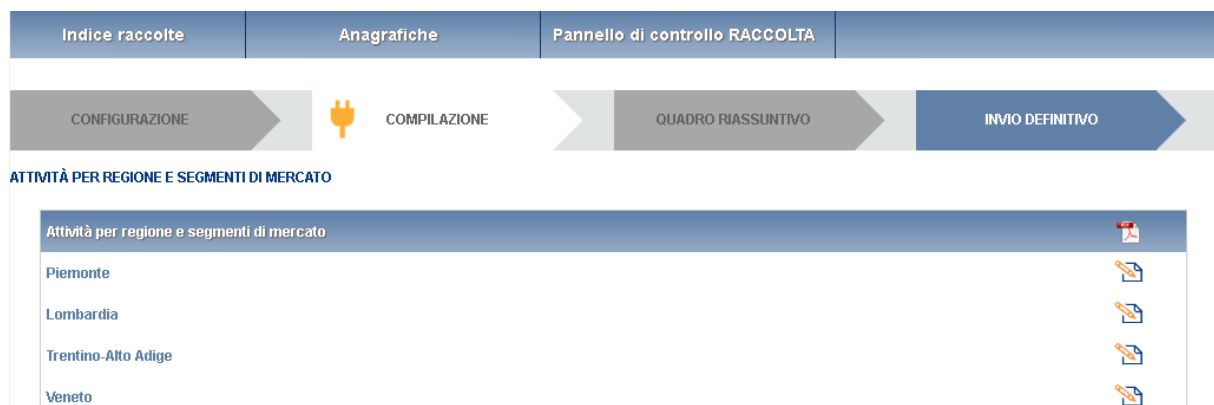 Indice raccolte
Anagrafiche
Pannello di controllo RACCOLTA
CONFIGURAZIONE
COMPILAZIONE
QUADRO RIASSUNTIVO
INVIO DEFINITIVO
ATTIVITÀ PER REGIONE E SEGMENTI DI MERCATO
Attività per regione e segmenti di mercato
Piemonte
Lombardia
Trentino-Alto Adige
Veneto